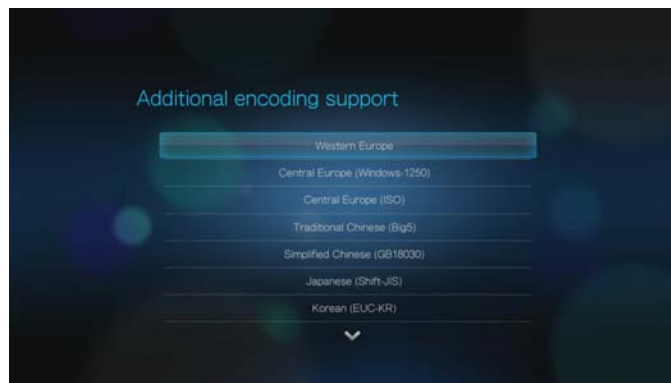 Additional encoding support
Western Europe
Central Europe (Windows-1250)
Central Europe (ISO)
Traditional Chinese (Big5)
Simplified Chinese (GB18030)
Japanese (Shift-JIS)
Korean (EUC-KR)